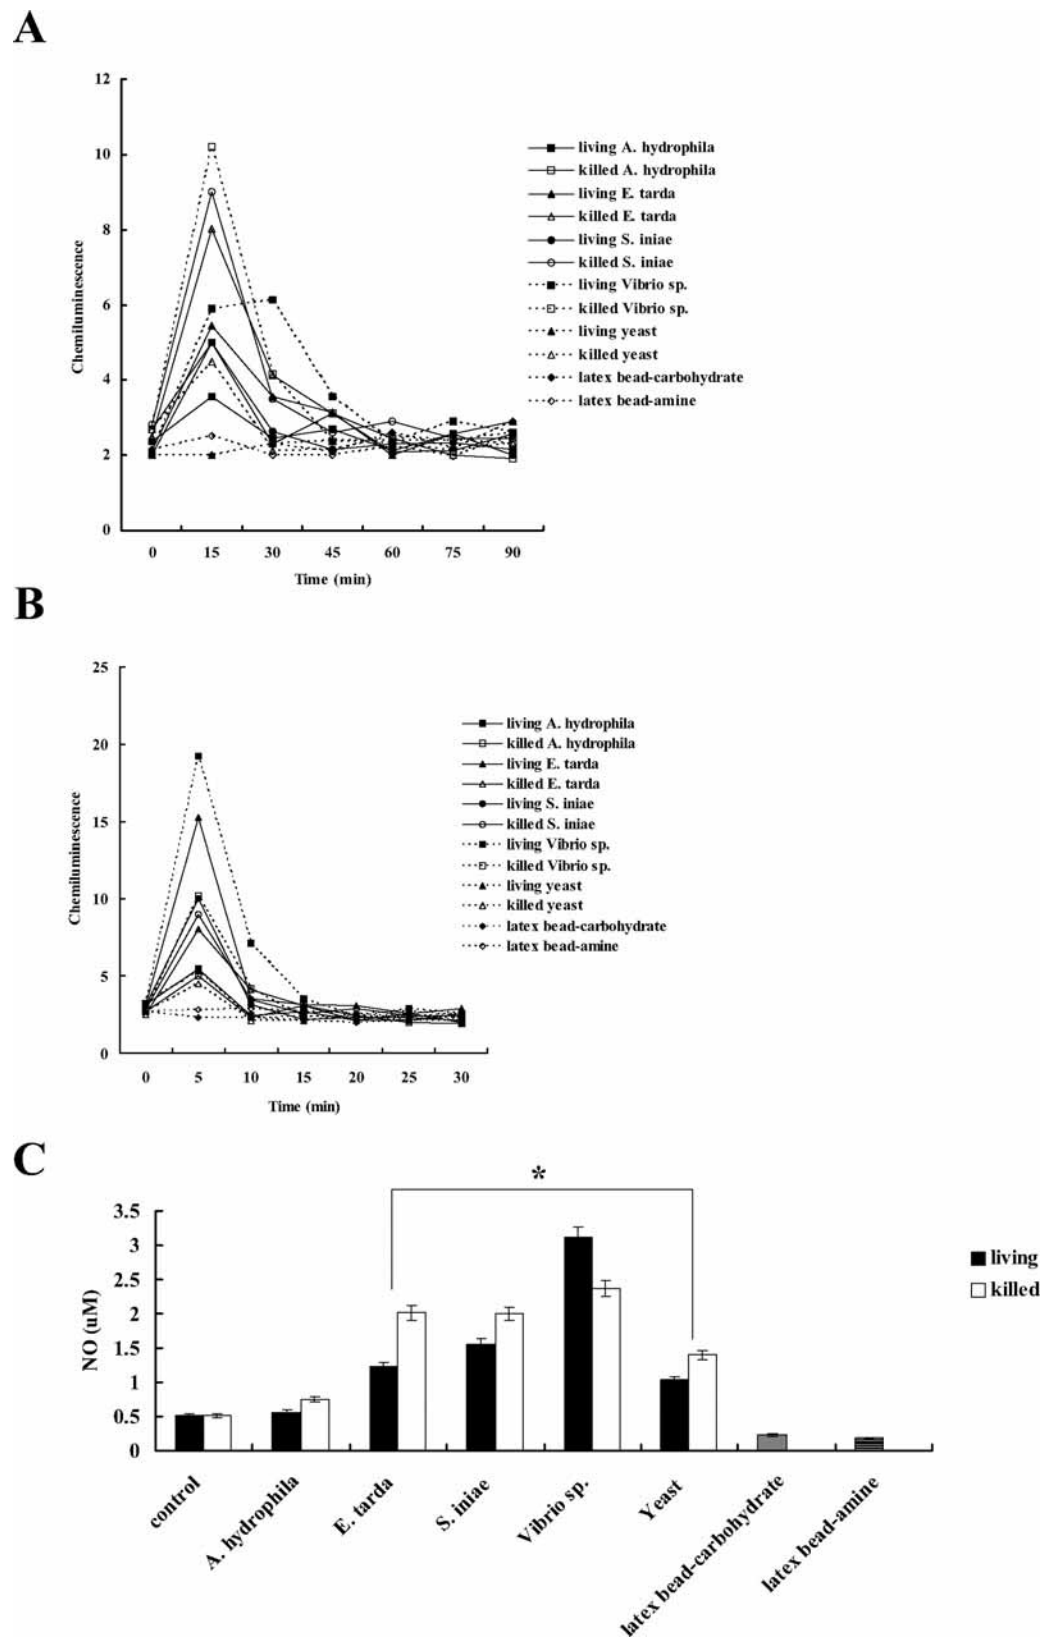 A
12
10
8
6
4
2
0
Chemiluminescence
0 15 30 45 60 75 90
Time (min)
living A. hydrophila
killed A. hydrophila
living E. tarda
killed E. tarda
living S. iniae
killed S. iniae
living Vibrio sp.
killed Vibrio sp.
living yeast
killed yeast
latex bead-carbohydrate
latex bead-amine
B
25
20
15
10
5
0
Chemiluminescence
0 5 10 15 20 25 30
Time (min)
living A. hydrophila
killed A. hydrophila
living E. tarda
killed E. tarda
living S. iniae
killed S. iniae
living Vibrio sp.
killed Vibrio sp.
living yeast
killed yeast
latex bead-carbohydrate
latex bead-amine
C
*
3.5
3
2.5
2
1.5
1
0.5
0
NO (uM)
living
killed
control
A. hydrophila
E. tarda
S. iniae
Vibrio sp.
Yeast
latex bead-carbohydrate
latex bead-amine